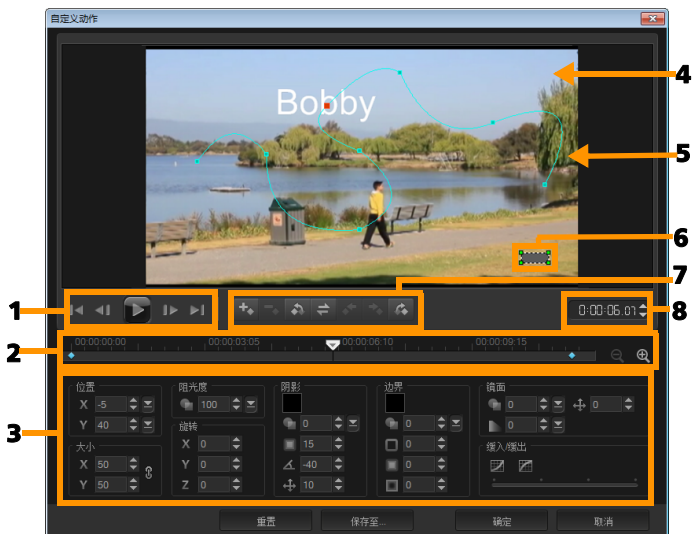 自定义动作
Bobby
4
5
6
7
1
0:00:06.01
8
2
00:00:00:00 00:00:03:05 00:00:06:10 00:00:09:15
3
位置 阻光度 阴影 边界 镜面
X -5 100 0 0
Y 40 旋转 0 0 0
大小 X 0 15 0 缓入/缓出
X 50 Y 0 -40 0
Y 50 Z 0 10 0
重置 保存至... 确定 取消